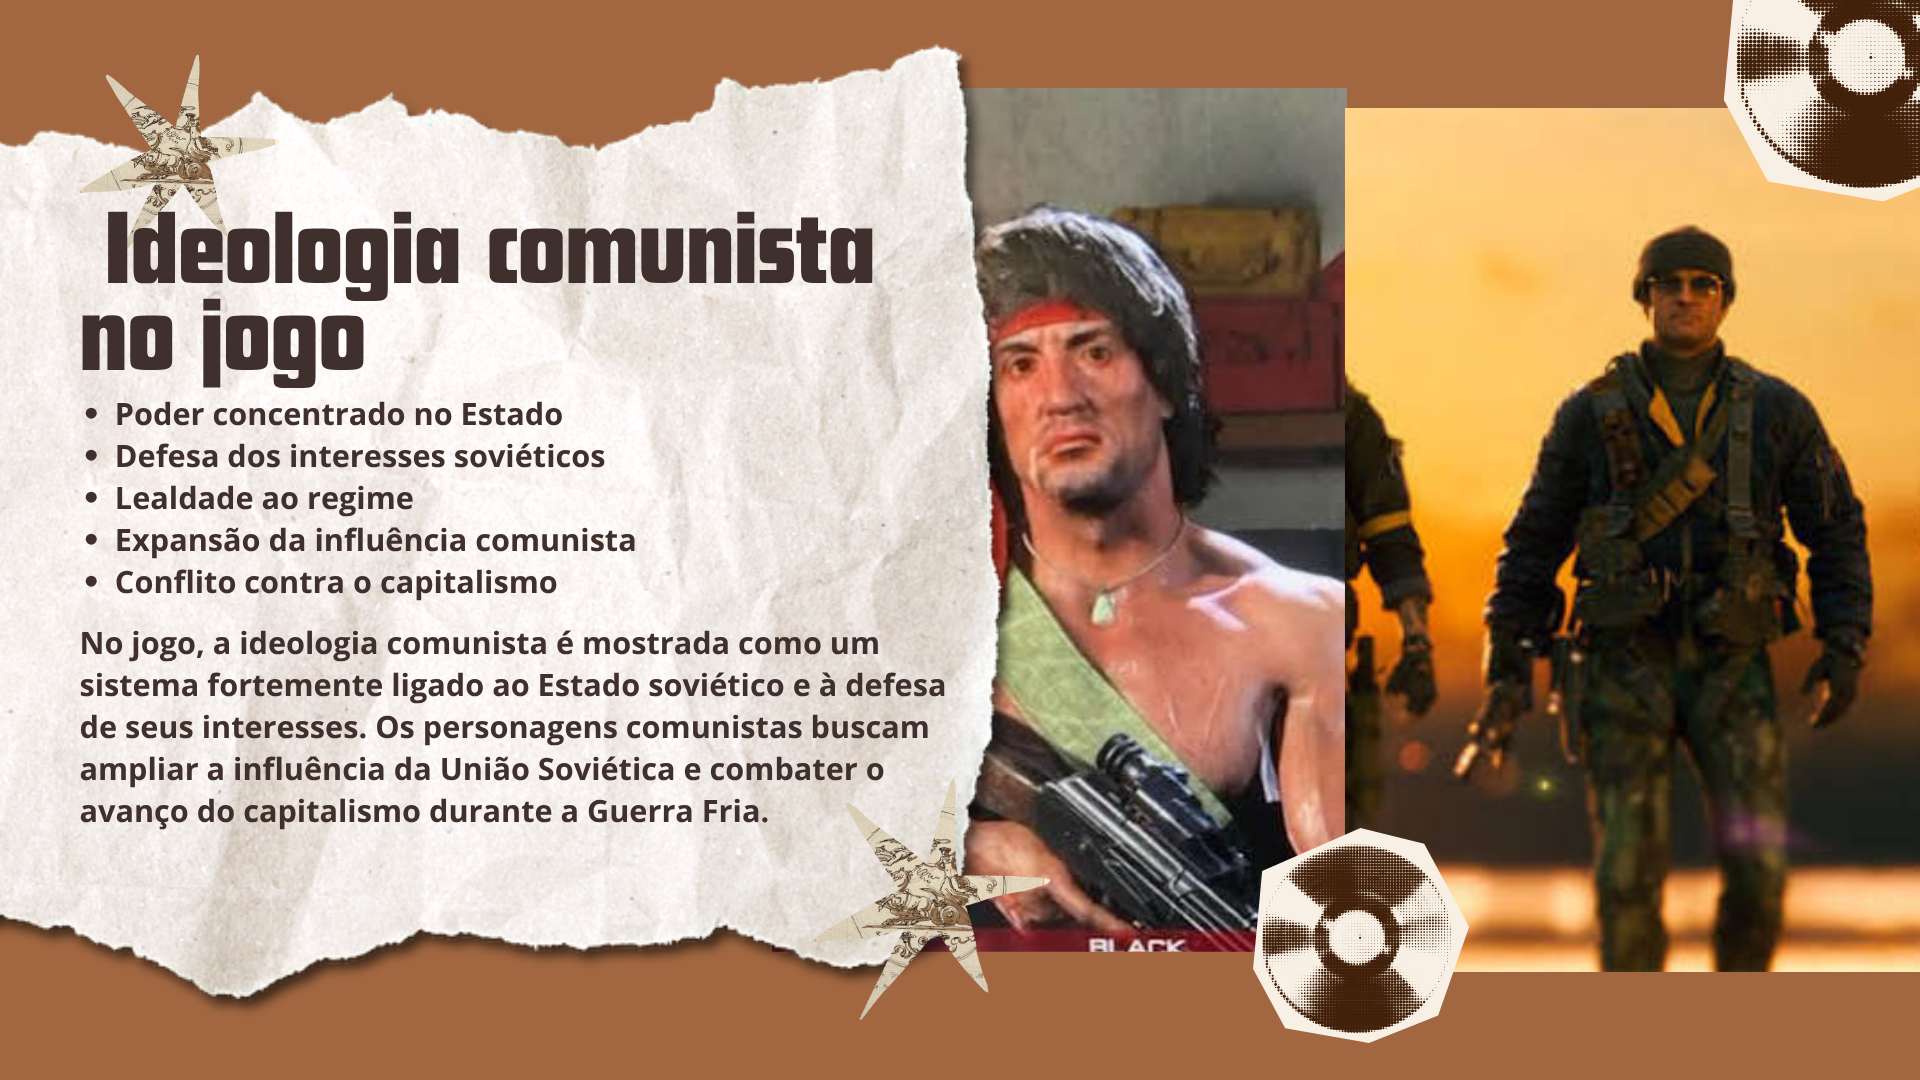 Ideologia comunista
no jogo
• Poder concentrado no Estado
• Defesa dos interesses soviéticos
• Lealdade ao regime
• Expansão da influência comunista
• Conflito contra o capitalismo
No jogo, a ideologia comunista é mostrada como um
sistema fortemente ligado ao Estado soviético e à defesa
de seus interesses. Os personagens comunistas buscam
ampliar a influência da União Soviética e combater o
avanço do capitalismo durante a Guerra Fria.
BLACK